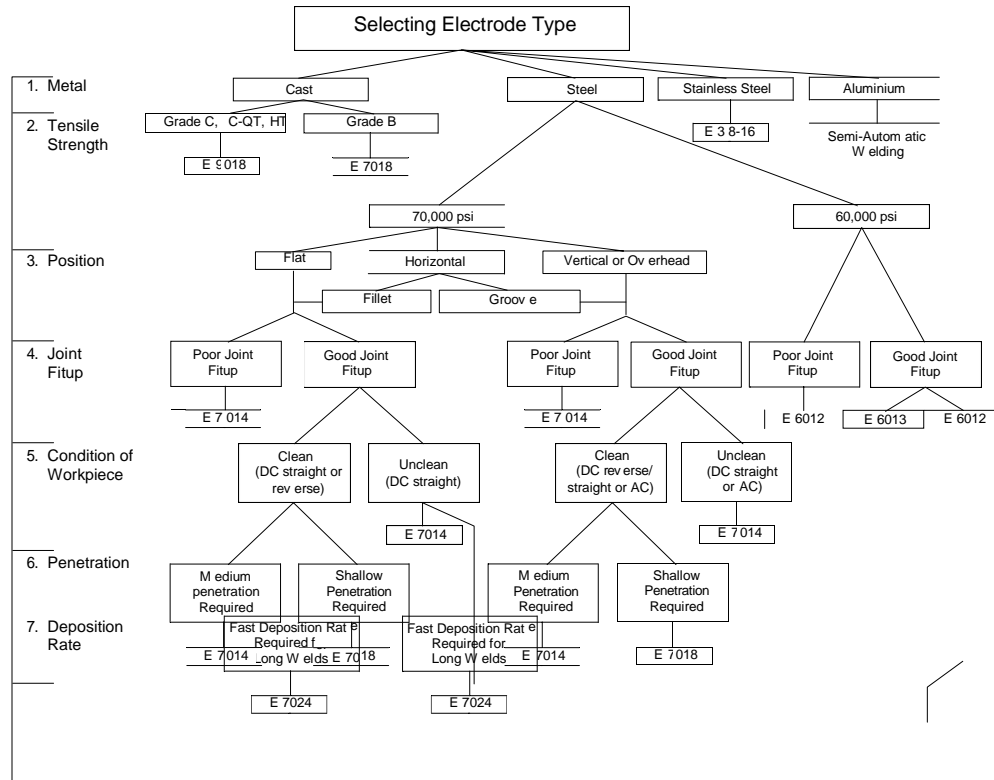 Selecting Electrode Type
1. Metal
Cast
Steel
Stainless Steel
Aluminium
2. Tensile
Strength
Grade C, C-QT, HT
Grade B
E 3 8-16
Semi-Autom atic
W elding
E 9018
E 7018
70,000 psi
60,000 psi
3. Position
Flat
Horizontal
Vertical or Ov erhead
Fillet
Groov e
4. Joint
Fitup
Poor Joint
Fitup
Good Joint
Fitup
Poor Joint
Fitup
Good Joint
Fitup
Poor Joint
Fitup
Good Joint
Fitup
E 7 014
E 7 014
E 6012
E 6013
E 6012
5. Condition of
Workpiece
Clean
(DC straight or
rev erse)
Unclean
(DC straight)
Clean
(DC rev erse/
straight or AC)
Unclean
(DC straight
or AC)
E 7014
E 7014
6. Penetration
M edium
penetration
Required
Shallow
Penetration
Required
M edium
Penetration
Required
Shallow
Penetration
Required
7. Deposition
Rate
Fast Deposition Rat e
Required for
Long W elds
Fast Deposition Rat e
Required for
Long W elds
E 7014
E 7018
E 7014
E 7018
E 7024
E 7024